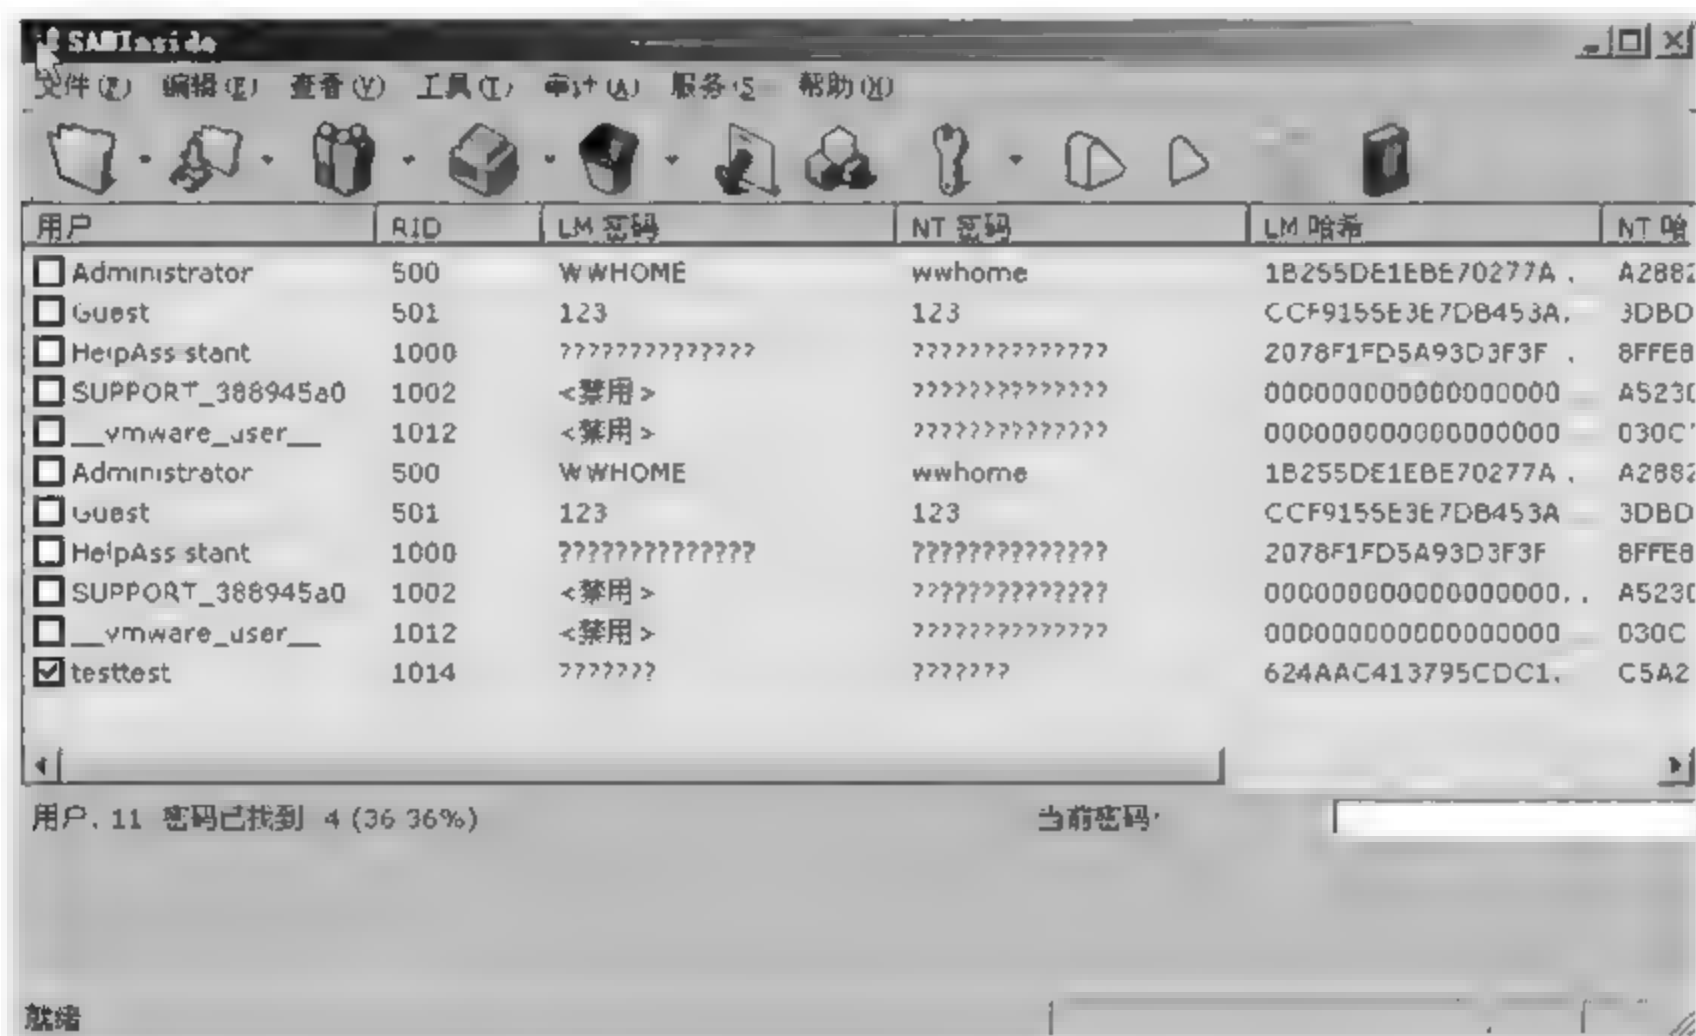 SAMInside
文件(F) 编辑(E) 查看(V) 工具(T) 审计(A) 服务(S 帮助(H)
用户 RID LM 密码 NT 密码 LM 哈希 NT 哈
Administrator 500 WWHOME wwhome 1B255DE1EBE70277A. A2882
Guest 501 123 123 CCF9155E3E7DB453A. 3DBD
HelpAssistant 1000 ?????????????? ?????????????? 2078F1FD5A93D3F3F . 8FFE8
SUPPORT_388945a0 1002 <禁用> ?????????????? 000000000000000000 A5230
__vmware_user__ 1012 <禁用> ?????????????? 000000000000000000 030C
Administrator 500 WWHOME wwhome 1B255DE1EBE70277A . A2882
Guest 501 123 123 CCF9155E3E7DB453A 3DBD
HelpAssistant 1000 ?????????????? ?????????????? 2078F1FD5A93D3F3F 8FFE8
SUPPORT_388945a0 1002 <禁用> ?????????????? 000000000000000000.. A5230
__vmware_user__ 1012 <禁用> ?????????????? 000000000000000000 030C
testtest 1014 ??????? ??????? 624AAC413795CDC1. C5A2
用户. 11 密码已找到 4 (36 36%) 当前密码:
就绪